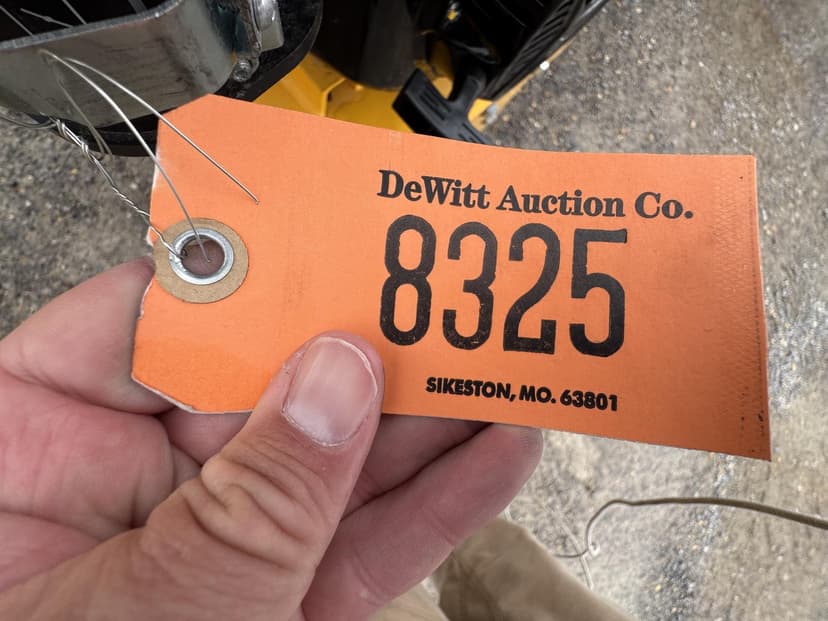 DeWitt Auction Co.
8325
SIKESTON, MO. 63801